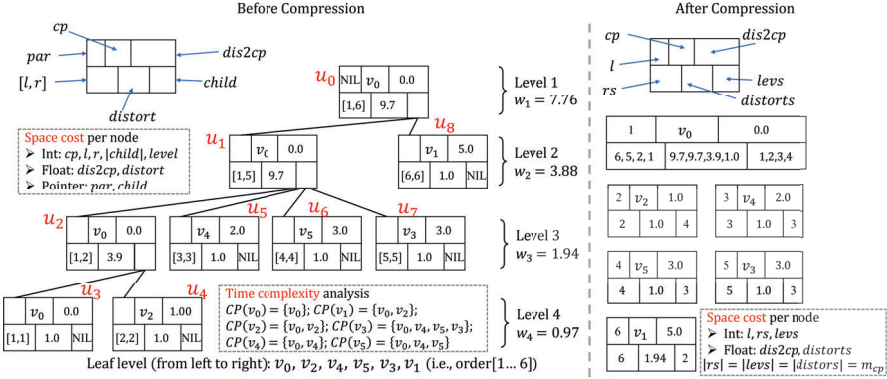 Before Compression
After Compression
cp
par
dis2cp
[l, r]
child
distort
Space cost per node
➢ Int: cp, l, r, |child|, level
➢ Float: dis2cp, distort
➢ Pointer: par, child
u₀
NIL v₀ 0.0
[1,6] 9.7
Level 1
w₁ = 7.76
u₁
v₀ 0.0
[1,5] 9.7
u₈
v₁ 5.0
[6,6] 1.0 NIL
Level 2
w₂ = 3.88
u₂
v₀ 0.0
[1,2] 3.9
u₅
v₄ 2.0
[3,3] 1.0 NIL
u₆
v₅ 3.0
[4,4] 1.0 NIL
u₇
v₃ 3.0
[5,5] 1.0 NIL
Level 3
w₃ = 1.94
u₃
v₀ 0.0
[1,1] 1.0 NIL
u₄
v₂ 1.00
[2,2] 1.0 NIL
Time complexity analysis
CP(v₀) = {v₀}; CP(v₁) = {v₀, v₂};
CP(v₂) = {v₀, v₂}; CP(v₃) = {v₀, v₄, v₅, v₃};
CP(v₄) = {v₀, v₄}; CP(v₅) = {v₀, v₄, v₅}
Level 4
w₄ = 0.97
Leaf level (from left to right): v₀, v₂, v₄, v₅, v₃, v₁ (i.e., order[1… 6])
cp
dis2cp
l
rs
levs
distorts
1 v₀ 0.0
6, 5, 2, 1 9.7,9.7,3.9,1.0 1,2,3,4
2 v₂ 1.0
2 1.0 4
3 v₄ 2.0
3 1.0 3
4 v₅ 3.0
4 1.0 3
5 v₃ 3.0
5 1.0 3
6 v₁ 5.0
6 1.94 2
Space cost per node
➢ Int: l, rs, levs
➢ Float: dis2cp, distorts
|rs| = |levs| = |distors| = m_cp